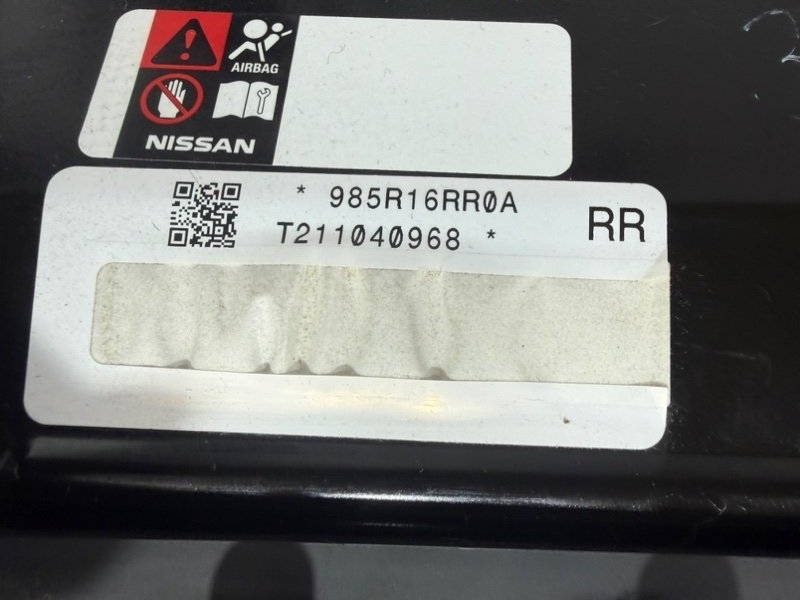 AIRBAG
NISSAN
* 985R16RR0A
T211040968 *
RR